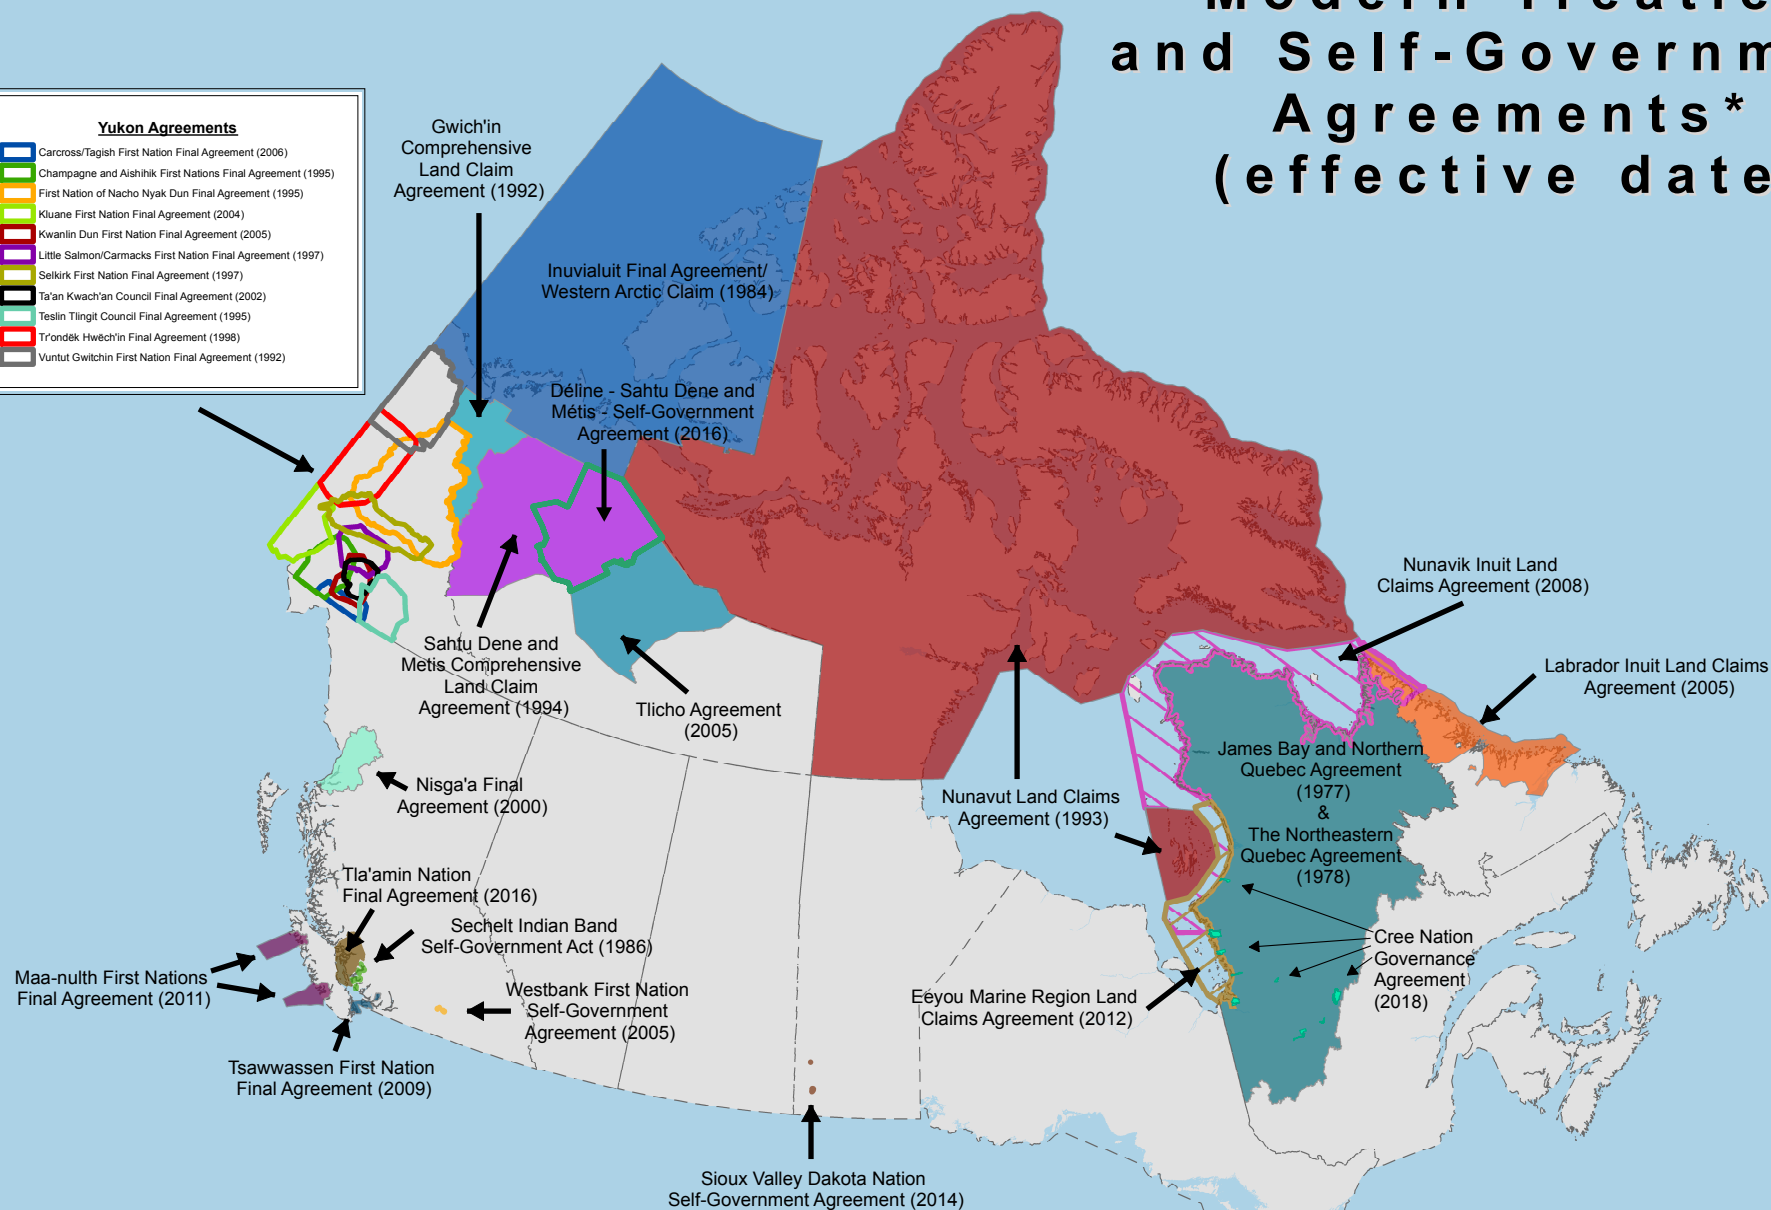 Modern Treaties
and Self-Governm
Agreements*
(effective date
Yukon Agreements
Carcross/Tagish First Nation Final Agreement (2006)
Champagne and Aishihik First Nations Final Agreement (1995)
First Nation of Nacho Nyak Dun Final Agreement (1995)
Kluane First Nation Final Agreement (2004)
Kwanlin Dun First Nation Final Agreement (2005)
Little Salmon/Carmacks First Nation Final Agreement (1997)
Selkirk First Nation Final Agreement (1997)
Ta'an Kwach'an Council Final Agreement (2002)
Teslin Tlingit Council Final Agreement (1995)
Tr'ondëk Hwëch'in Final Agreement (1998)
Vuntut Gwitchin First Nation Final Agreement (1992)
Gwich'in
Comprehensive
Land Claim
Agreement (1992)
Inuvialuit Final Agreement/
Western Arctic Claim (1984)
Déline - Sahtu Dene and
Métis - Self-Government
Agreement (2016)
Sahtu Dene and
Metis Comprehensive
Land Claim
Agreement (1994)
Tlicho Agreement
(2005)
Nunavik Inuit Land
Claims Agreement (2008)
Labrador Inuit Land Claims
Agreement (2005)
Nisga'a Final
Agreement (2000)
Nunavut Land Claims
Agreement (1993)
James Bay and Northern
Quebec Agreement
(1977)
&
The Northeastern
Quebec Agreement
(1978)
Tla'amin Nation
Final Agreement (2016)
Sechelt Indian Band
Self-Government Act (1986)
Maa-nulth First Nations
Final Agreement (2011)
Westbank First Nation
Self-Government
Agreement (2005)
Cree Nation
Governance
Agreement
(2018)
Eeyou Marine Region Land
Claims Agreement (2012)
Tsawwassen First Nation
Final Agreement (2009)
Sioux Valley Dakota Nation
Self-Government Agreement (2014)